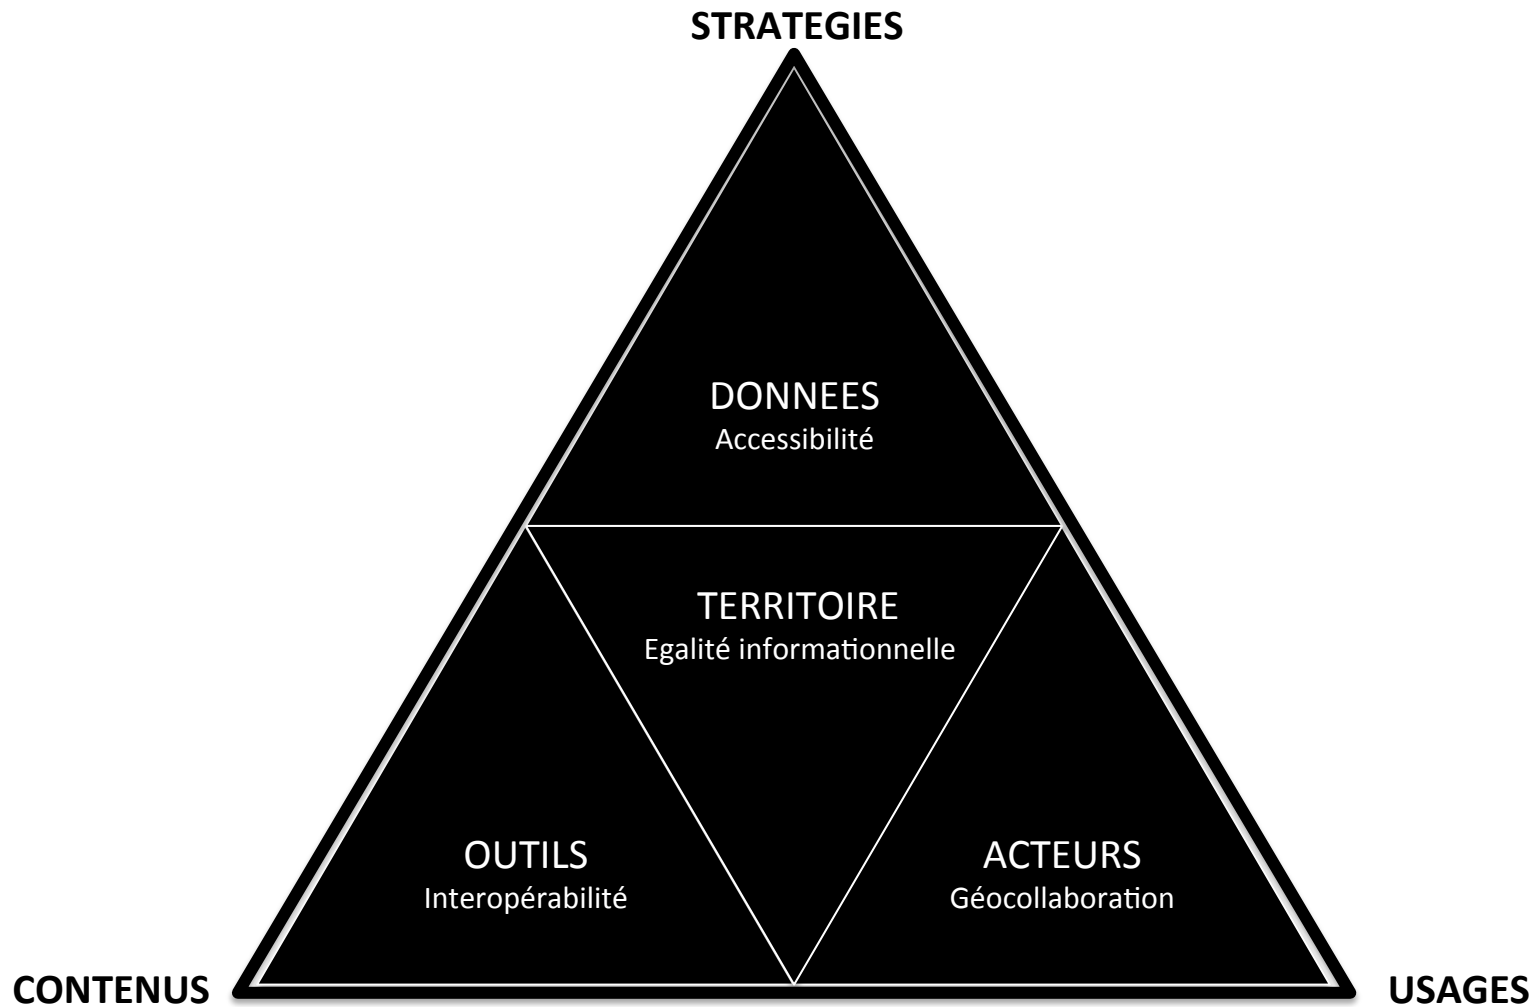 STRATEGIES
DONNEES
Accessibilité
TERRITOIRE
Egalité informationnelle
OUTILS
Interopérabilité
ACTEURS
Géocollaboration
CONTENUS
USAGES